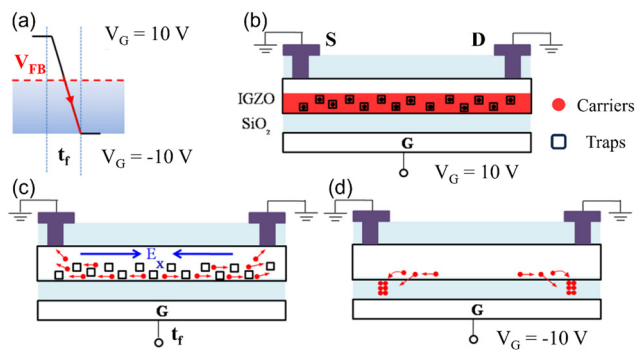 (a)
V_G = 10 V
V_FB
t_f
V_G = -10 V
(b)
S D
IGZO
SiO₂
G
V_G = 10 V
Carriers
Traps
(c)
E_x
G
t_f
(d)
G
V_G = -10 V